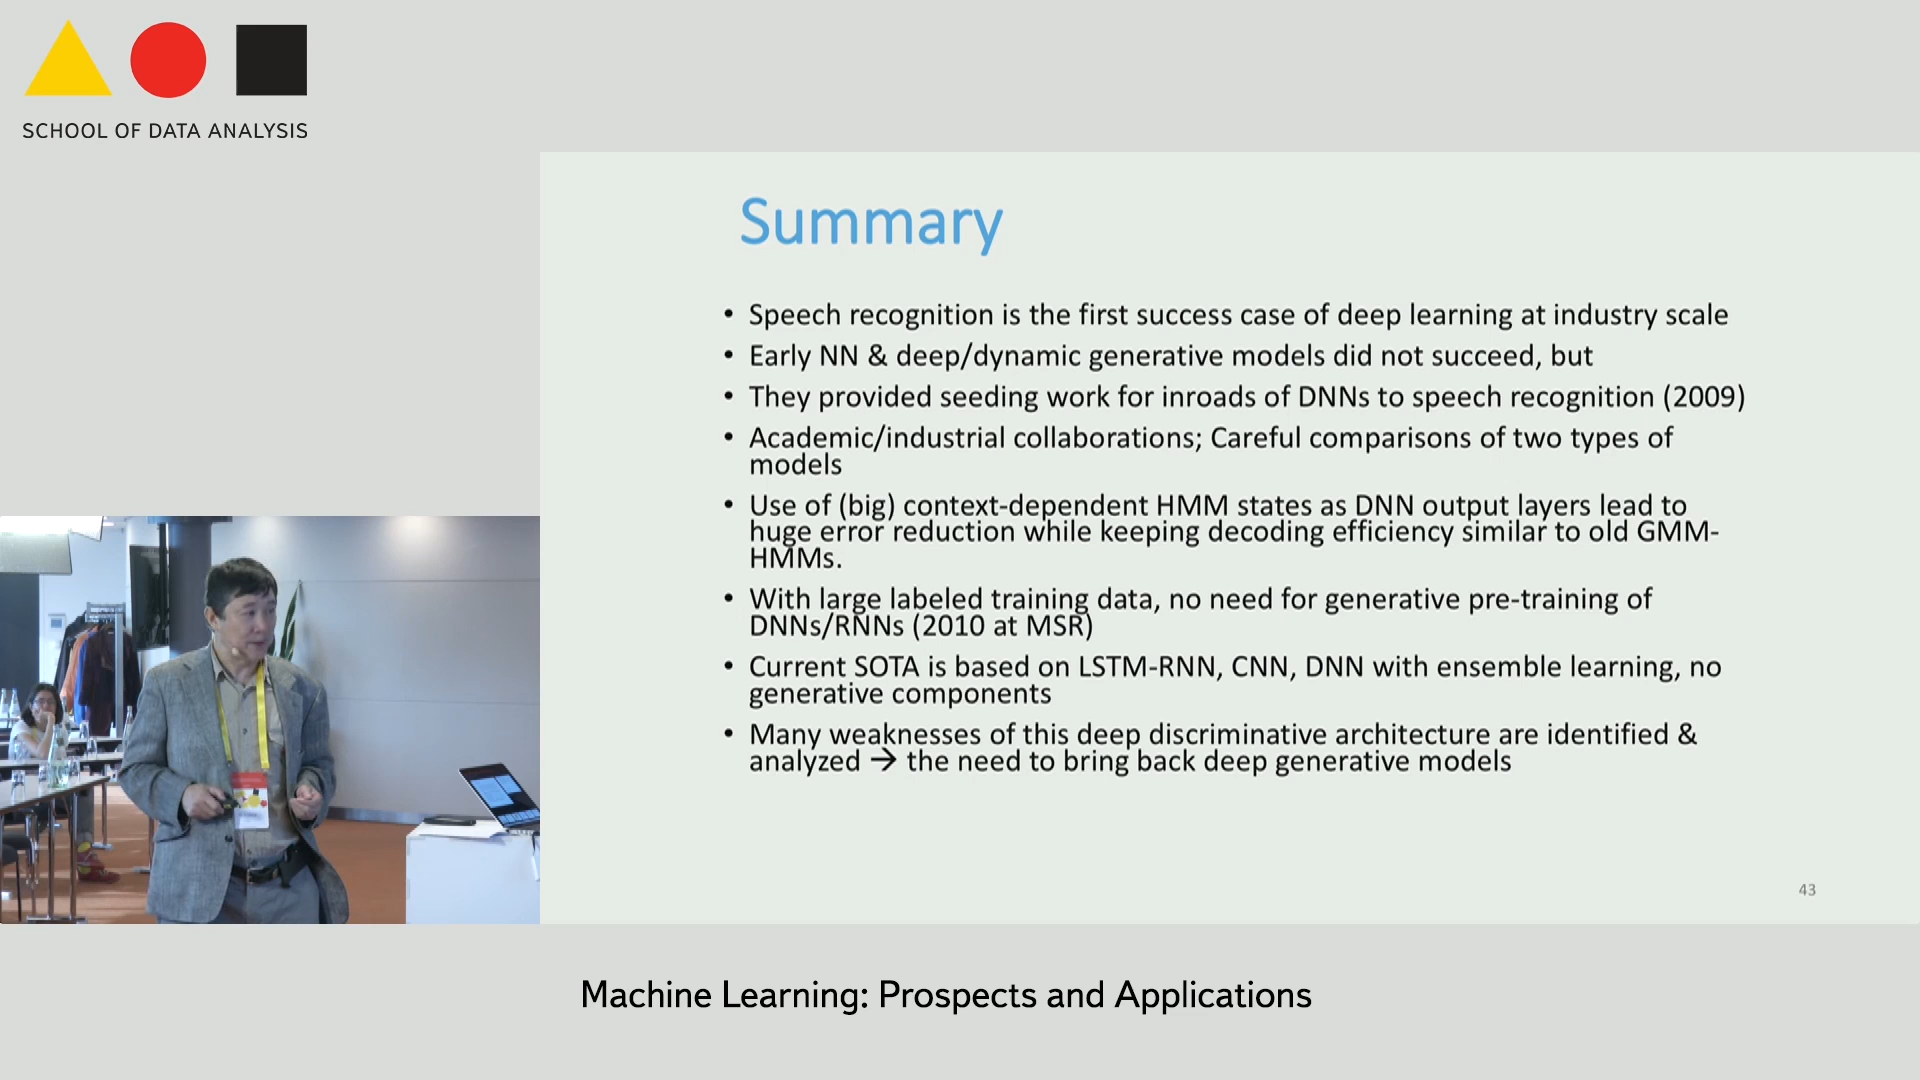 SCHOOL OF DATA ANALYSIS
Summary
• Speech recognition is the first success case of deep learning at industry scale
• Early NN & deep/dynamic generative models did not succeed, but
• They provided seeding work for inroads of DNNs to speech recognition (2009)
• Academic/industrial collaborations; Careful comparisons of two types of
models
• Use of (big) context-dependent HMM states as DNN output layers lead to
huge error reduction while keeping decoding efficiency similar to old GMM-
HMMs.
• With large labeled training data, no need for generative pre-training of
DNNs/RNNs (2010 at MSR)
• Current SOTA is based on LSTM-RNN, CNN, DNN with ensemble learning, no
generative components
• Many weaknesses of this deep discriminative architecture are identified &
analyzed → the need to bring back deep generative models
43
Machine Learning: Prospects and Applications